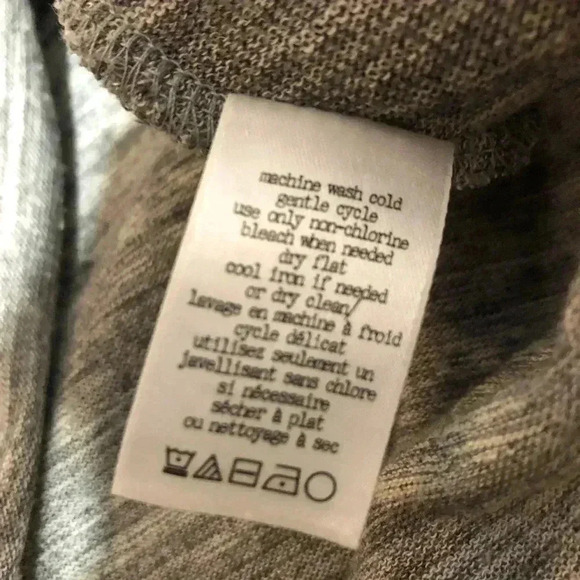 machine wash cold
gentle cycle
use only non-chlorine
bleach when needed
dry flat
cool iron if needed
or dry clean/
lavage en machine à froid
cycle délicat
utilisez seulement un
javellisant sans chlore
si nécessaire
sécher à plat
ou nettoyage à sec